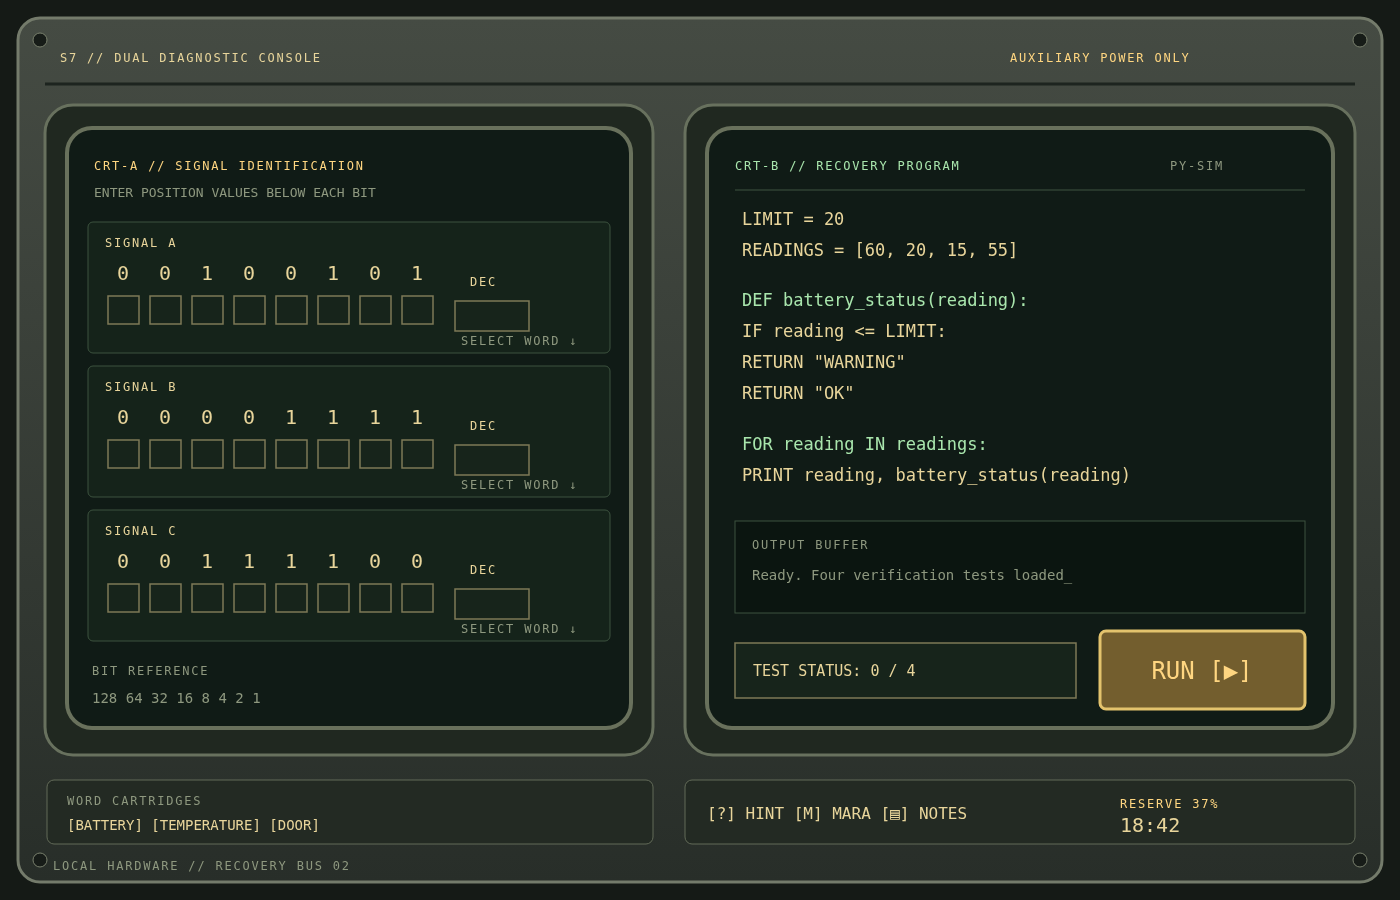 S7 // DUAL DIAGNOSTIC CONSOLE
AUXILIARY POWER ONLY
CRT-A // SIGNAL IDENTIFICATION
ENTER POSITION VALUES BELOW EACH BIT
SIGNAL A
0 0 1 0 0 1 0 1
DEC
SELECT WORD ↓
SIGNAL B
0 0 0 0 1 1 1 1
DEC
SELECT WORD ↓
SIGNAL C
0 0 1 1 1 1 0 0
DEC
SELECT WORD ↓
BIT REFERENCE
128 64 32 16 8 4 2 1
CRT-B // RECOVERY PROGRAM
PY-SIM
LIMIT = 20
READINGS = [60, 20, 15, 55]
DEF battery_status(reading):
IF reading <= LIMIT:
RETURN "WARNING"
RETURN "OK"
FOR reading IN readings:
PRINT reading, battery_status(reading)
OUTPUT BUFFER
Ready. Four verification tests loaded_
TEST STATUS: 0 / 4
RUN [▶]
WORD CARTRIDGES
[BATTERY] [TEMPERATURE] [DOOR]
[?] HINT [M] MARA [▤] NOTES
RESERVE 37%
18:42
LOCAL HARDWARE // RECOVERY BUS 02